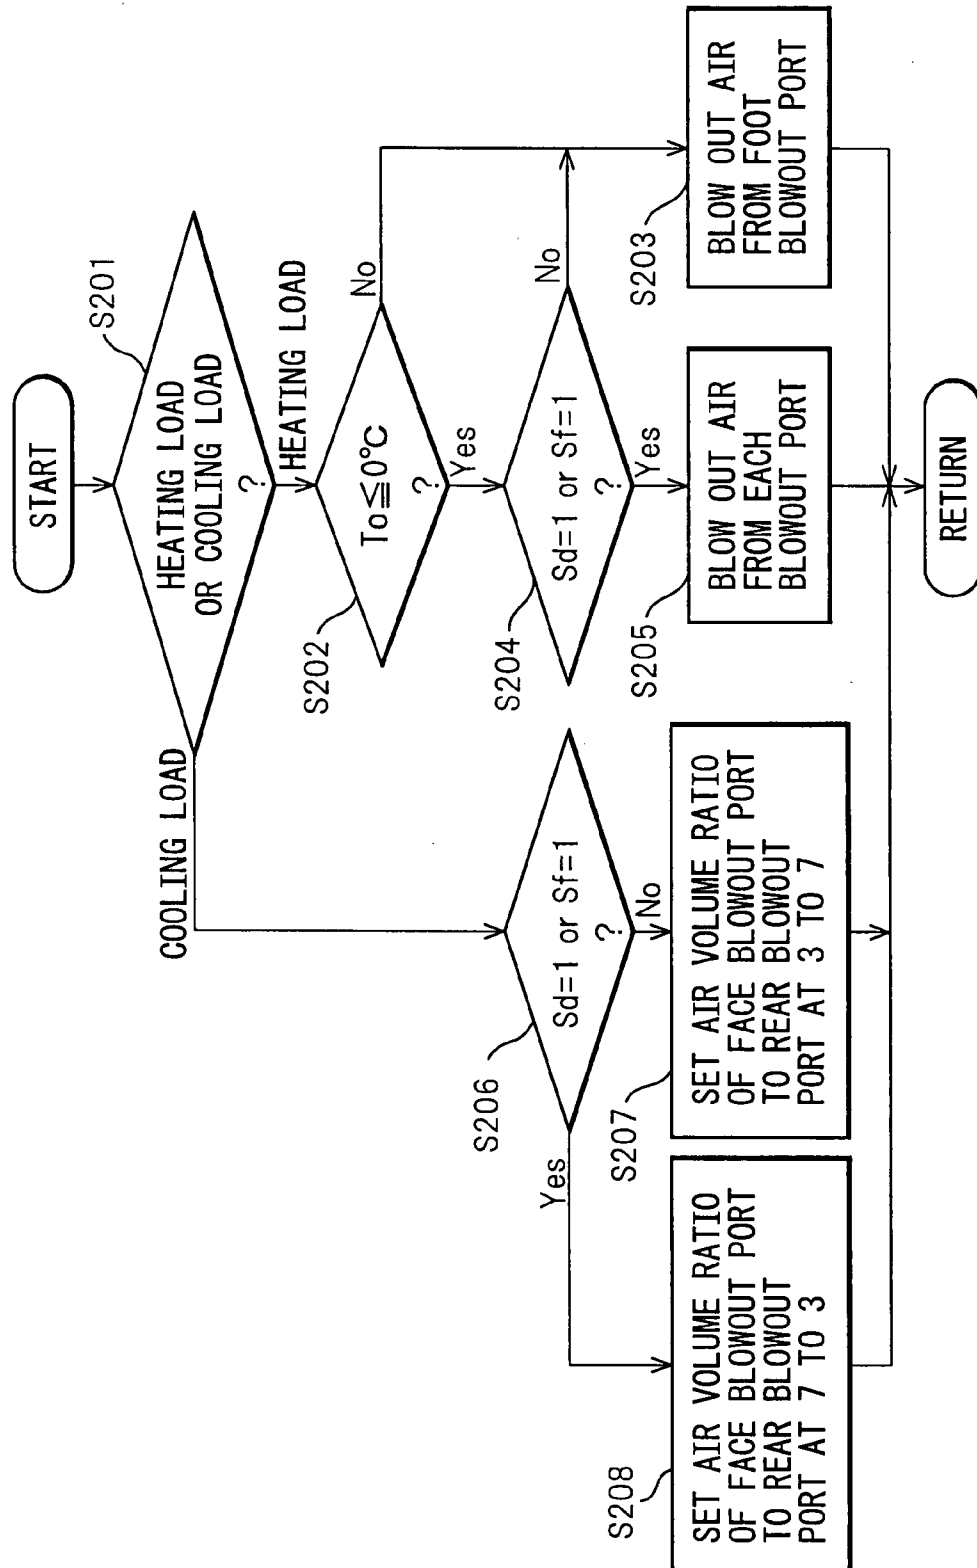 START
S201
HEATING LOAD
OR COOLING LOAD
?
COOLING LOAD
HEATING LOAD
S202
To≦0°C
?
No
Yes
S204
Sd=1 or Sf=1
?
No
Yes
S206
Sd=1 or Sf=1
?
Yes
No
S208
SET AIR VOLUME RATIO
OF FACE BLOWOUT PORT
TO REAR BLOWOUT
PORT AT 7 TO 3
S207
SET AIR VOLUME RATIO
OF FACE BLOWOUT PORT
TO REAR BLOWOUT
PORT AT 3 TO 7
S205
BLOW OUT AIR
FROM EACH
BLOWOUT PORT
S203
BLOW OUT AIR
FROM FOOT
BLOWOUT PORT
RETURN